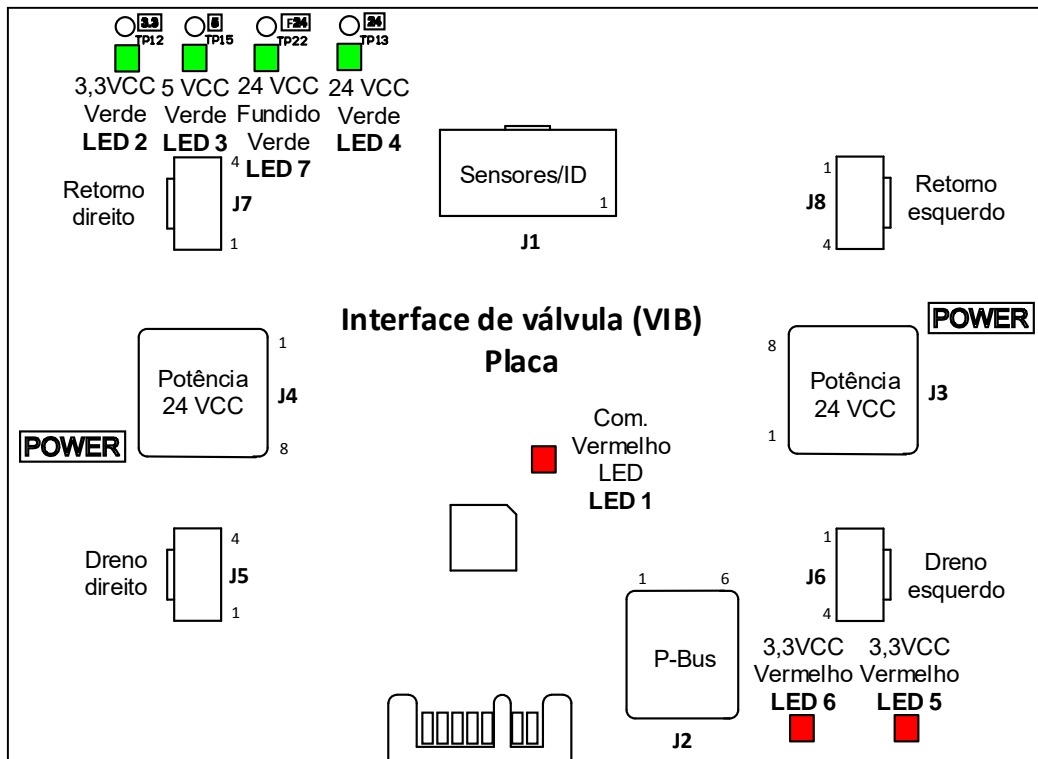 3.3 5 F24 24
TP12 TP15 TP22 TP13
3,3VCC
Verde
LED 2
5 VCC
Verde
LED 3
24 VCC
Fundido
Verde
LED 7
24 VCC
Verde
LED 4
Retorno
direito
4
J7
1
Sensores/ID
1
J1
1
J8
4
Retorno
esquerdo
Interface de válvula (VIB)
Placa
POWER
Potência
24 VCC
1
J4
8
POWER
8
1
Potência
24 VCC
J3
Com.
Vermelho
LED
LED 1
Dreno
direito
4
J5
1
1 6
P-Bus
J2
1
J6
4
Dreno
esquerdo
3,3VCC
Vermelho
LED 6
3,3VCC
Vermelho
LED 5